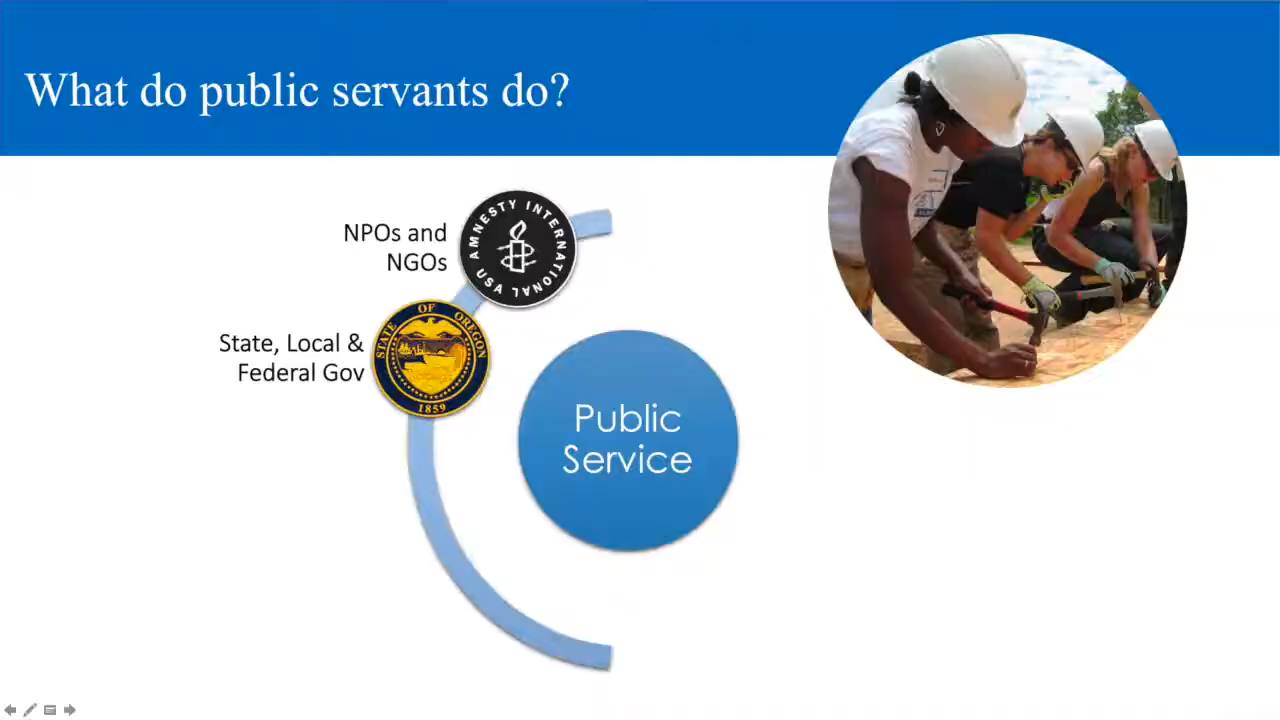 What do public servants do?
NPOs and
NGOs
AMNESTY INTERNATIONAL USA
State, Local &
Federal Gov
STATE OF OREGON
1859
Public
Service